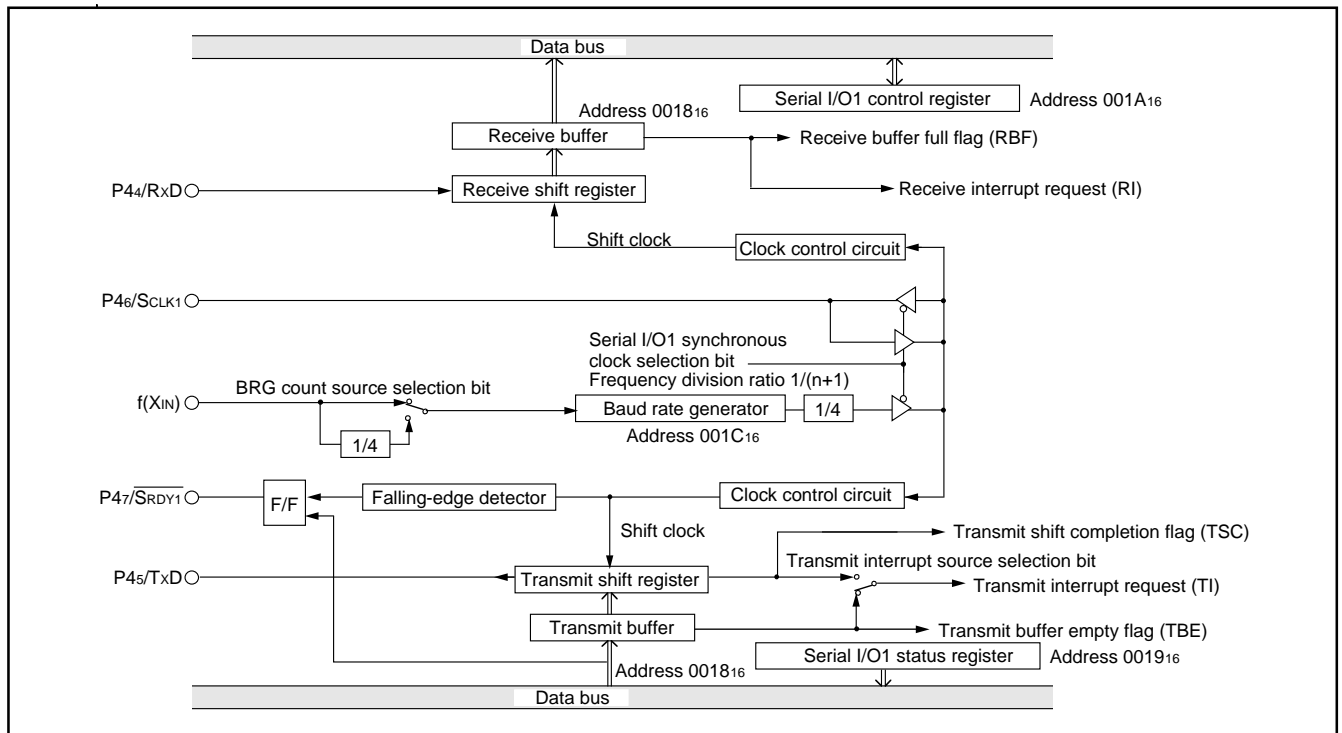 Data bus
Serial I/O1 control register Address 001A16
Address 001816
Receive buffer Receive buffer full flag (RBF)
P44/RXD Receive shift register Receive interrupt request (RI)
Shift clock Clock control circuit
P46/SCLK1
Serial I/O1 synchronous
clock selection bit
Frequency division ratio 1/(n+1)
BRG count source selection bit
f(XIN) Baud rate generator 1/4
1/4 Address 001C16
P47/SRDY1 F/F Falling-edge detector Clock control circuit
Shift clock Transmit shift completion flag (TSC)
Transmit interrupt source selection bit
P45/TXD Transmit shift register Transmit interrupt request (TI)
Transmit buffer Transmit buffer empty flag (TBE)
Address 001816 Serial I/O1 status register Address 001916
Data bus